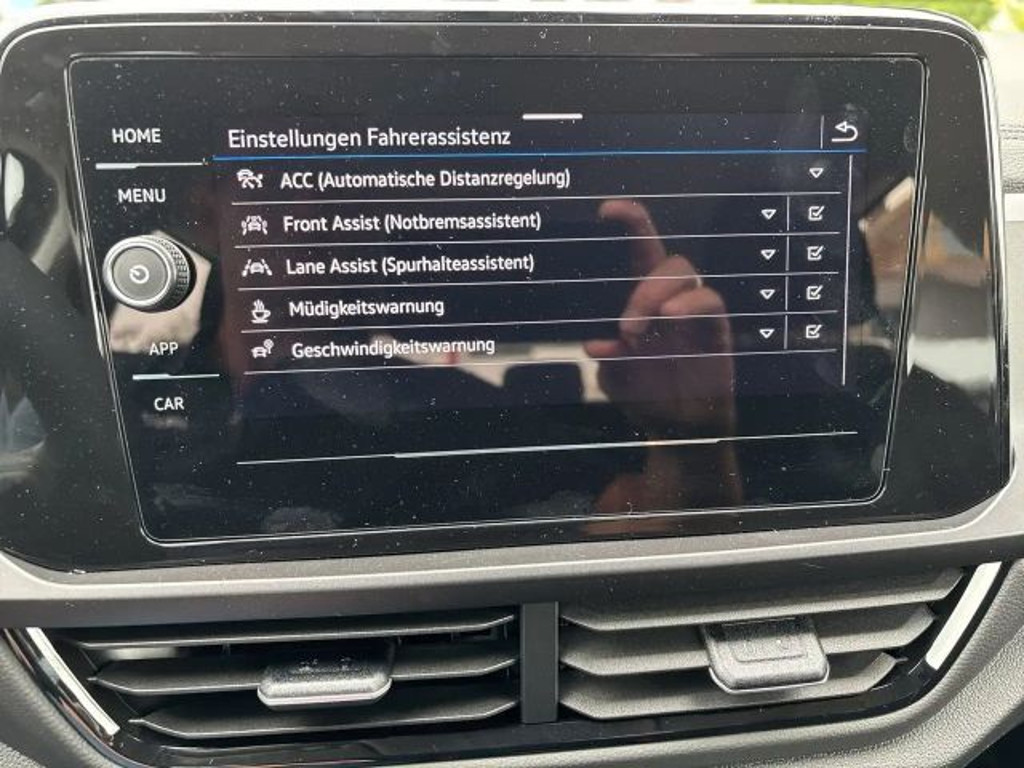 HOME
Einstellungen Fahrerassistenz
MENU
ACC (Automatische Distanzregelung)
Front Assist (Notbremsassistent)
Lane Assist (Spurhalteassistent)
Müdigkeitswarnung
Geschwindigkeitswarnung
APP
CAR